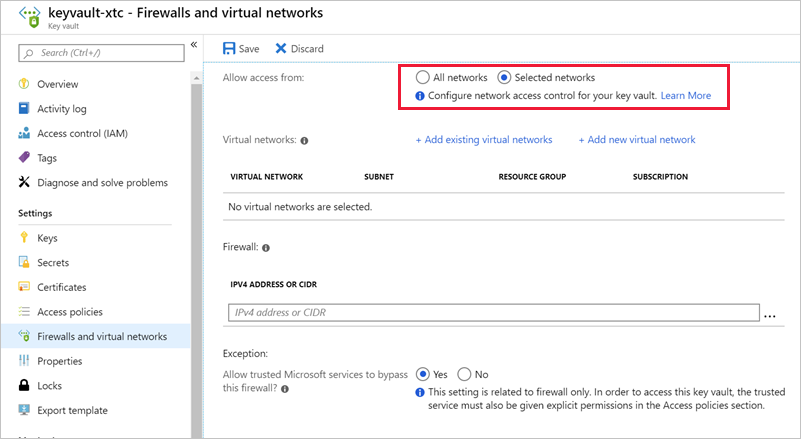 keyvault-xtc - Firewalls and virtual networks
Key vault
Search (Ctrl+/)
«
Overview
Activity log
Access control (IAM)
Tags
Diagnose and solve problems
Settings
Keys
Secrets
Certificates
Access policies
Firewalls and virtual networks
Properties
Locks
Export template
Save Discard
Allow access from: All networks Selected networks
Configure network access control for your key vault. Learn More
Virtual networks: + Add existing virtual networks + Add new virtual network
VIRTUAL NETWORK SUBNET RESOURCE GROUP SUBSCRIPTION
No virtual networks are selected.
Firewall:
IPV4 ADDRESS OR CIDR
IPv4 address or CIDR ...
Exception:
Allow trusted Microsoft services to bypass Yes No
this firewall?
This setting is related to firewall only. In order to access this key vault, the trusted
service must also be given explicit permissions in the Access policies section.